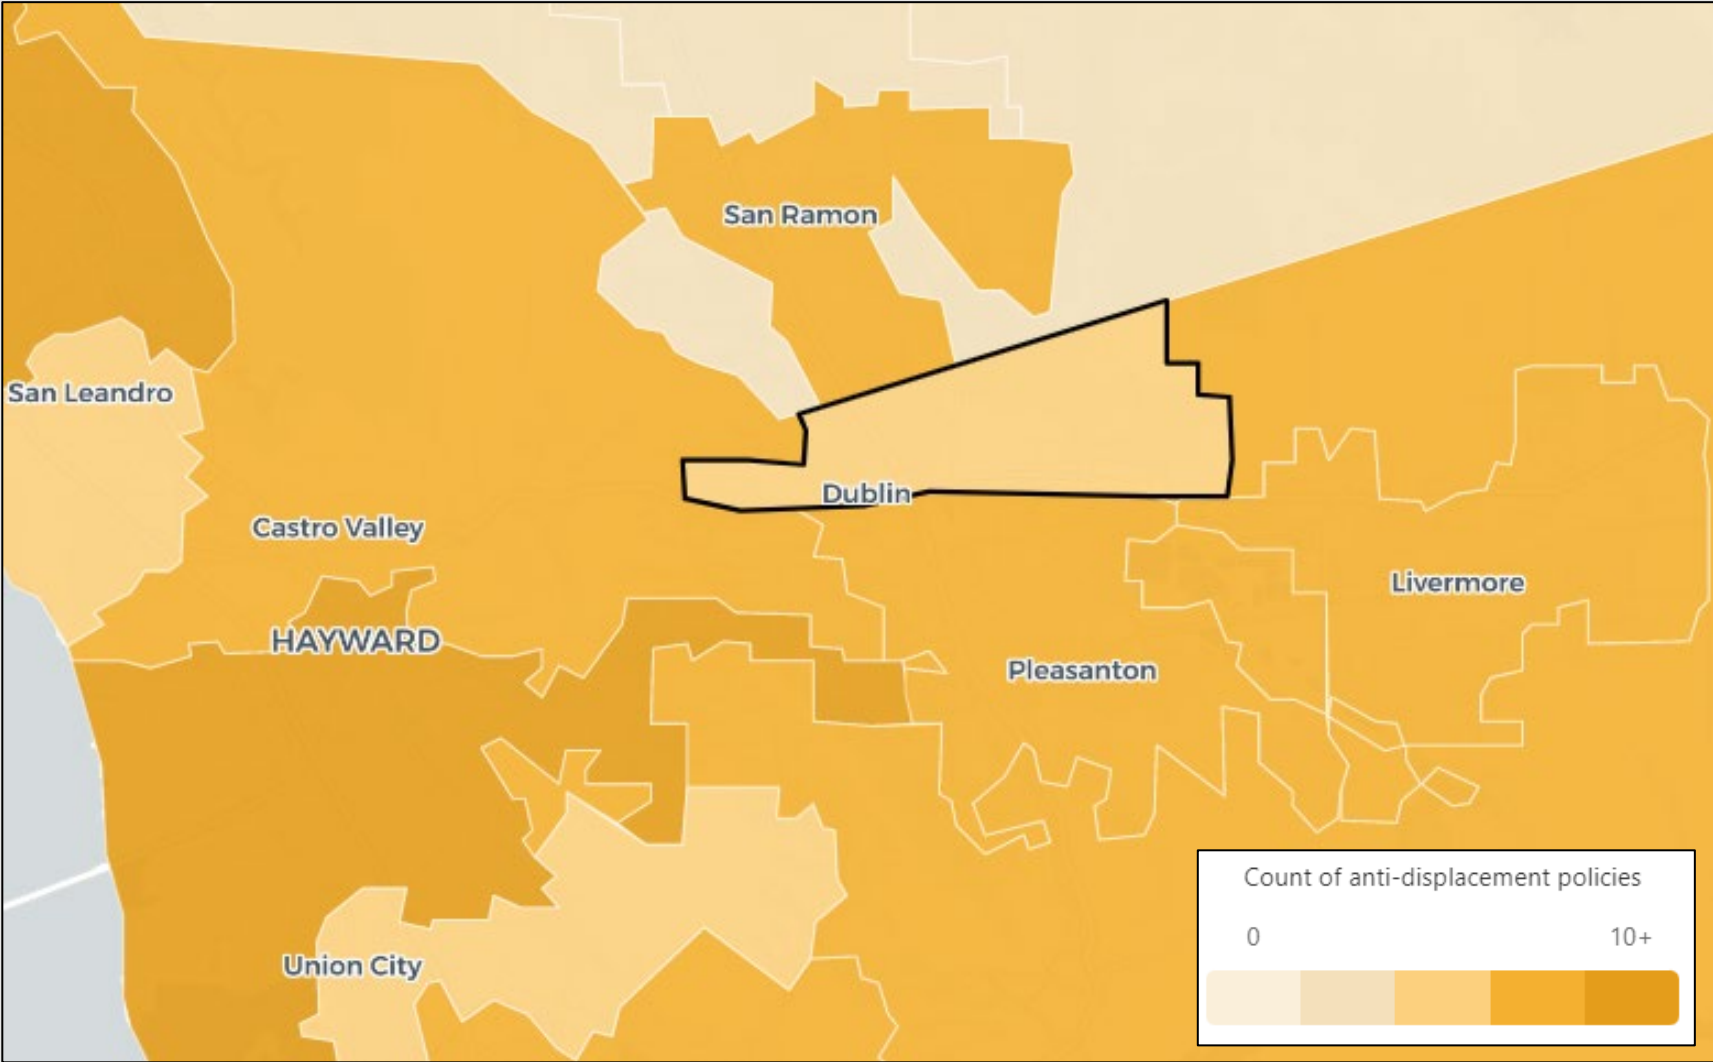 San Ramon
San Leandro
Dublin
Castro Valley
Livermore
HAYWARD
Pleasanton
Union City
Count of anti-displacement policies
0 10+